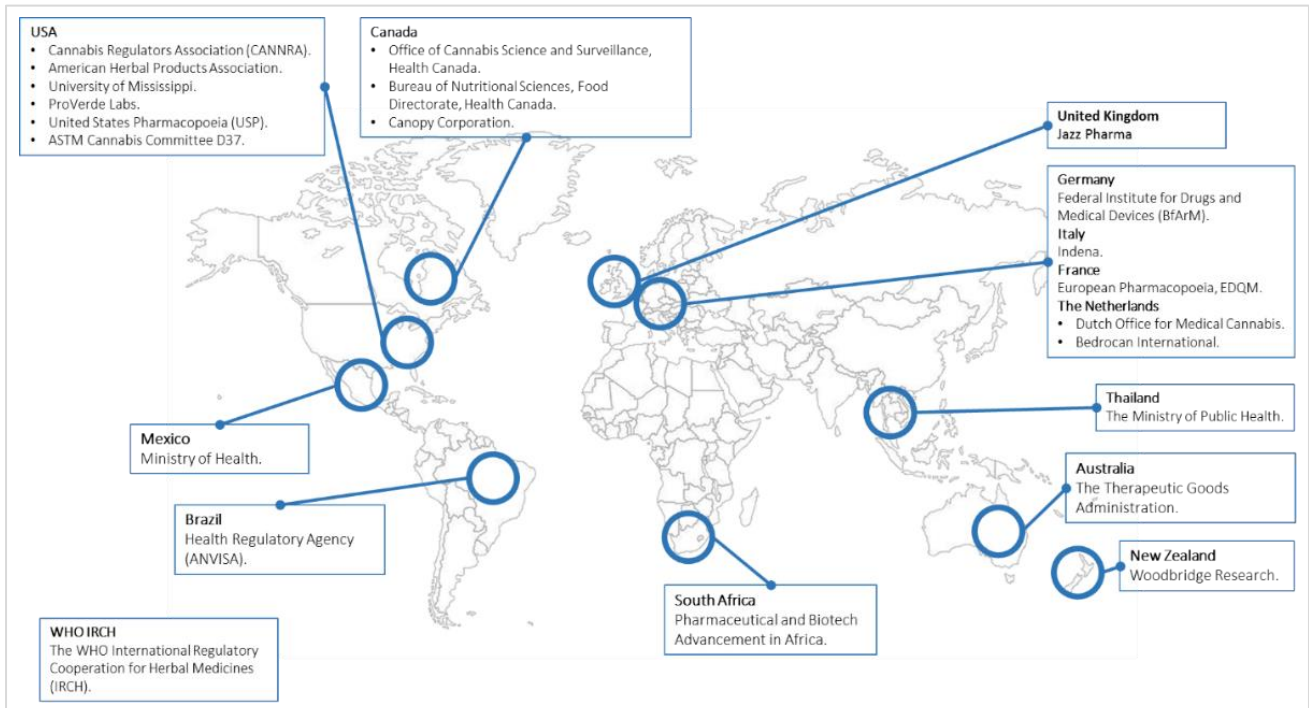 USA
• Cannabis Regulators Association (CANNRA).
• American Herbal Products Association.
• University of Mississippi.
• ProVerde Labs.
• United States Pharmacopoeia (USP).
• ASTM Cannabis Committee D37.
Canada
• Office of Cannabis Science and Surveillance,
Health Canada.
• Bureau of Nutritional Sciences, Food
Directorate, Health Canada.
• Canopy Corporation.
United Kingdom
Jazz Pharma
Germany
Federal Institute for Drugs and
Medical Devices (BfArM).
Italy
Indena.
France
European Pharmacopoeia, EDQM.
The Netherlands
• Dutch Office for Medical Cannabis.
• Bedrocan International.
Thailand
The Ministry of Public Health.
Mexico
Ministry of Health.
Australia
The Therapeutic Goods
Administration.
Brazil
Health Regulatory Agency
(ANVISA).
New Zealand
Woodbridge Research.
South Africa
Pharmaceutical and Biotech
Advancement in Africa.
WHO IRCH
The WHO International Regulatory
Cooperation for Herbal Medicines
(IRCH).